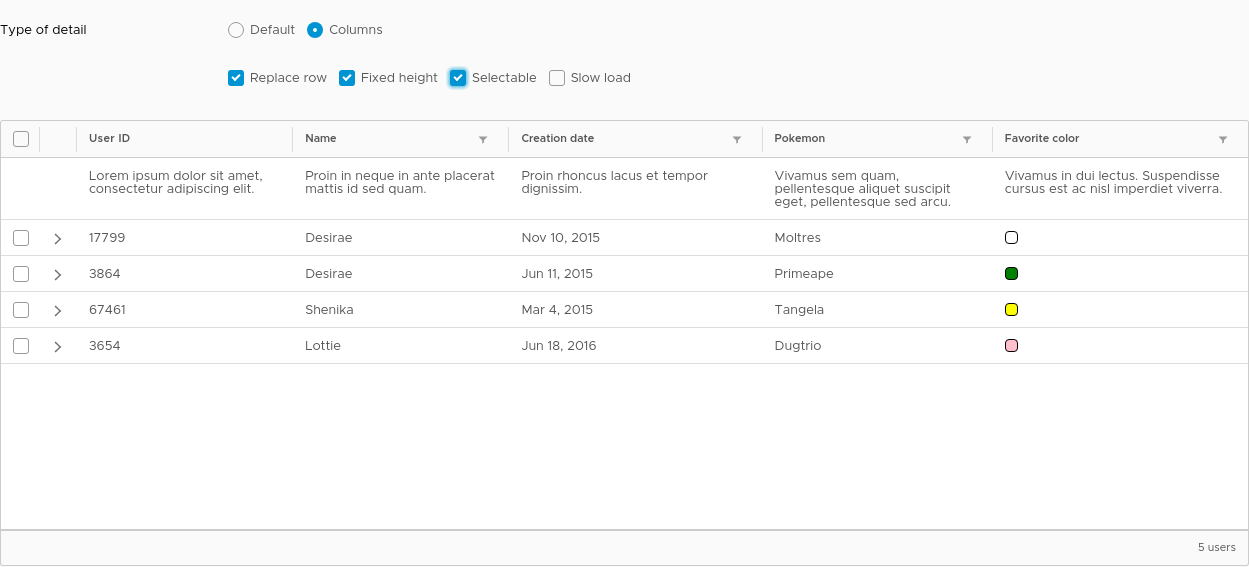 Type of detail
Default Columns
Replace row Fixed height Selectable Slow load
User ID Name Creation date Pokemon Favorite color
Lorem ipsum dolor sit amet, consectetur adipiscing elit.
Proin in neque in ante placerat mattis id sed quam.
Proin rhoncus lacus et tempor dignissim.
Vivamus sem quam, pellentesque aliquet suscipit eget, pellentesque sed arcu.
Vivamus in dui lectus. Suspendisse cursus est ac nisl imperdiet viverra.
17799 Desirae Nov 10, 2015 Moltres
3864 Desirae Jun 11, 2015 Primeape
67461 Shenika Mar 4, 2015 Tangela
3654 Lottie Jun 18, 2016 Dugtrio
5 users